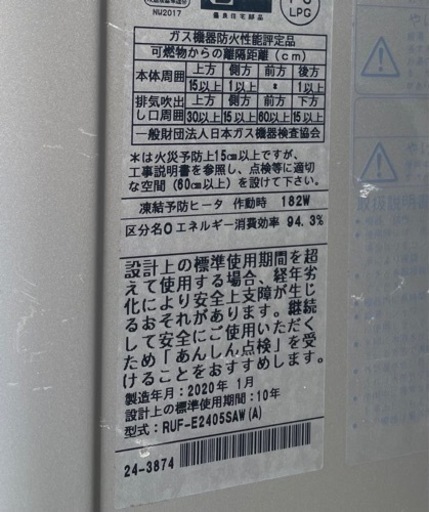 NU2017
優良住宅部品
LPG
ガス機器防火性能評定品
可燃物からの離隔距離(cm)
本体周囲 上方 側方 前方 後方
15以上 1以上 * 1以上
排気吹出し口周囲 上方 側方 前方 下方
30以上 15以上 60以上 15以上
一般財団法人日本ガス機器検査協会
*は火災予防上15cm以上ですが、
工事説明書を参照し、点検等に適切
な空間(60cm以上)を設けて下さい。
凍結予防ヒータ 作動時 182W
区分名O エネルギー消費効率 94.3%
設計上の標準使用期間を超
えて使用する場合、経年劣
化により安全上支障が生じ
るおそれがあります。継続
して安全にご使用いただく
ため「あんしん点検」を受
けることをおすすめします。
製造年月:2020年 1月
設計上の標準使用期間:10年
型式:RUF-E2405SAW(A)
24-3874